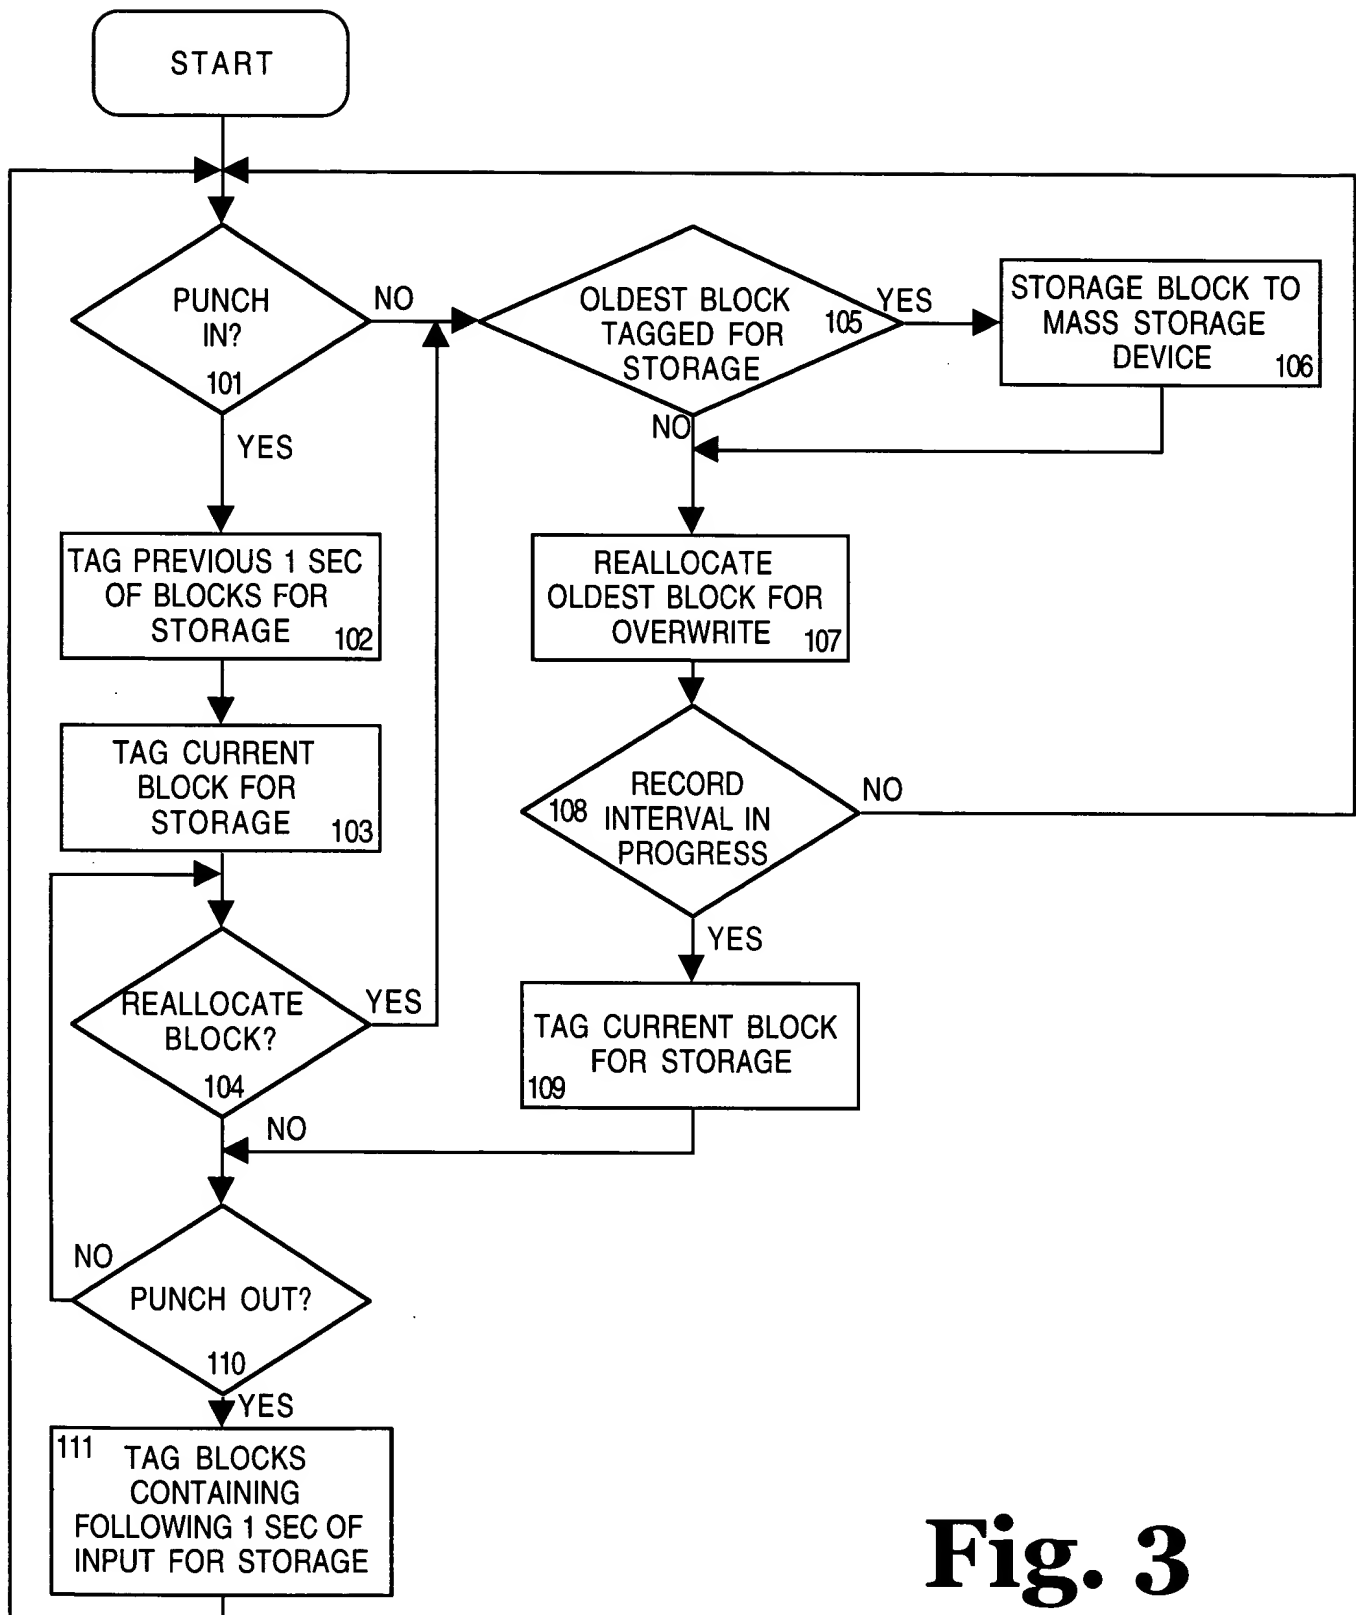 START
PUNCH
IN?
101
NO
YES
OLDEST BLOCK
TAGGED FOR
STORAGE
105
YES
NO
STORAGE BLOCK TO
MASS STORAGE
DEVICE
106
TAG PREVIOUS 1 SEC
OF BLOCKS FOR
STORAGE
102
REALLOCATE
OLDEST BLOCK FOR
OVERWRITE
107
TAG CURRENT
BLOCK FOR
STORAGE
103
108
RECORD
INTERVAL IN
PROGRESS
NO
YES
REALLOCATE
BLOCK?
104
YES
NO
TAG CURRENT BLOCK
FOR STORAGE
109
NO
PUNCH OUT?
110
YES
111
TAG BLOCKS
CONTAINING
FOLLOWING 1 SEC OF
INPUT FOR STORAGE
Fig. 3